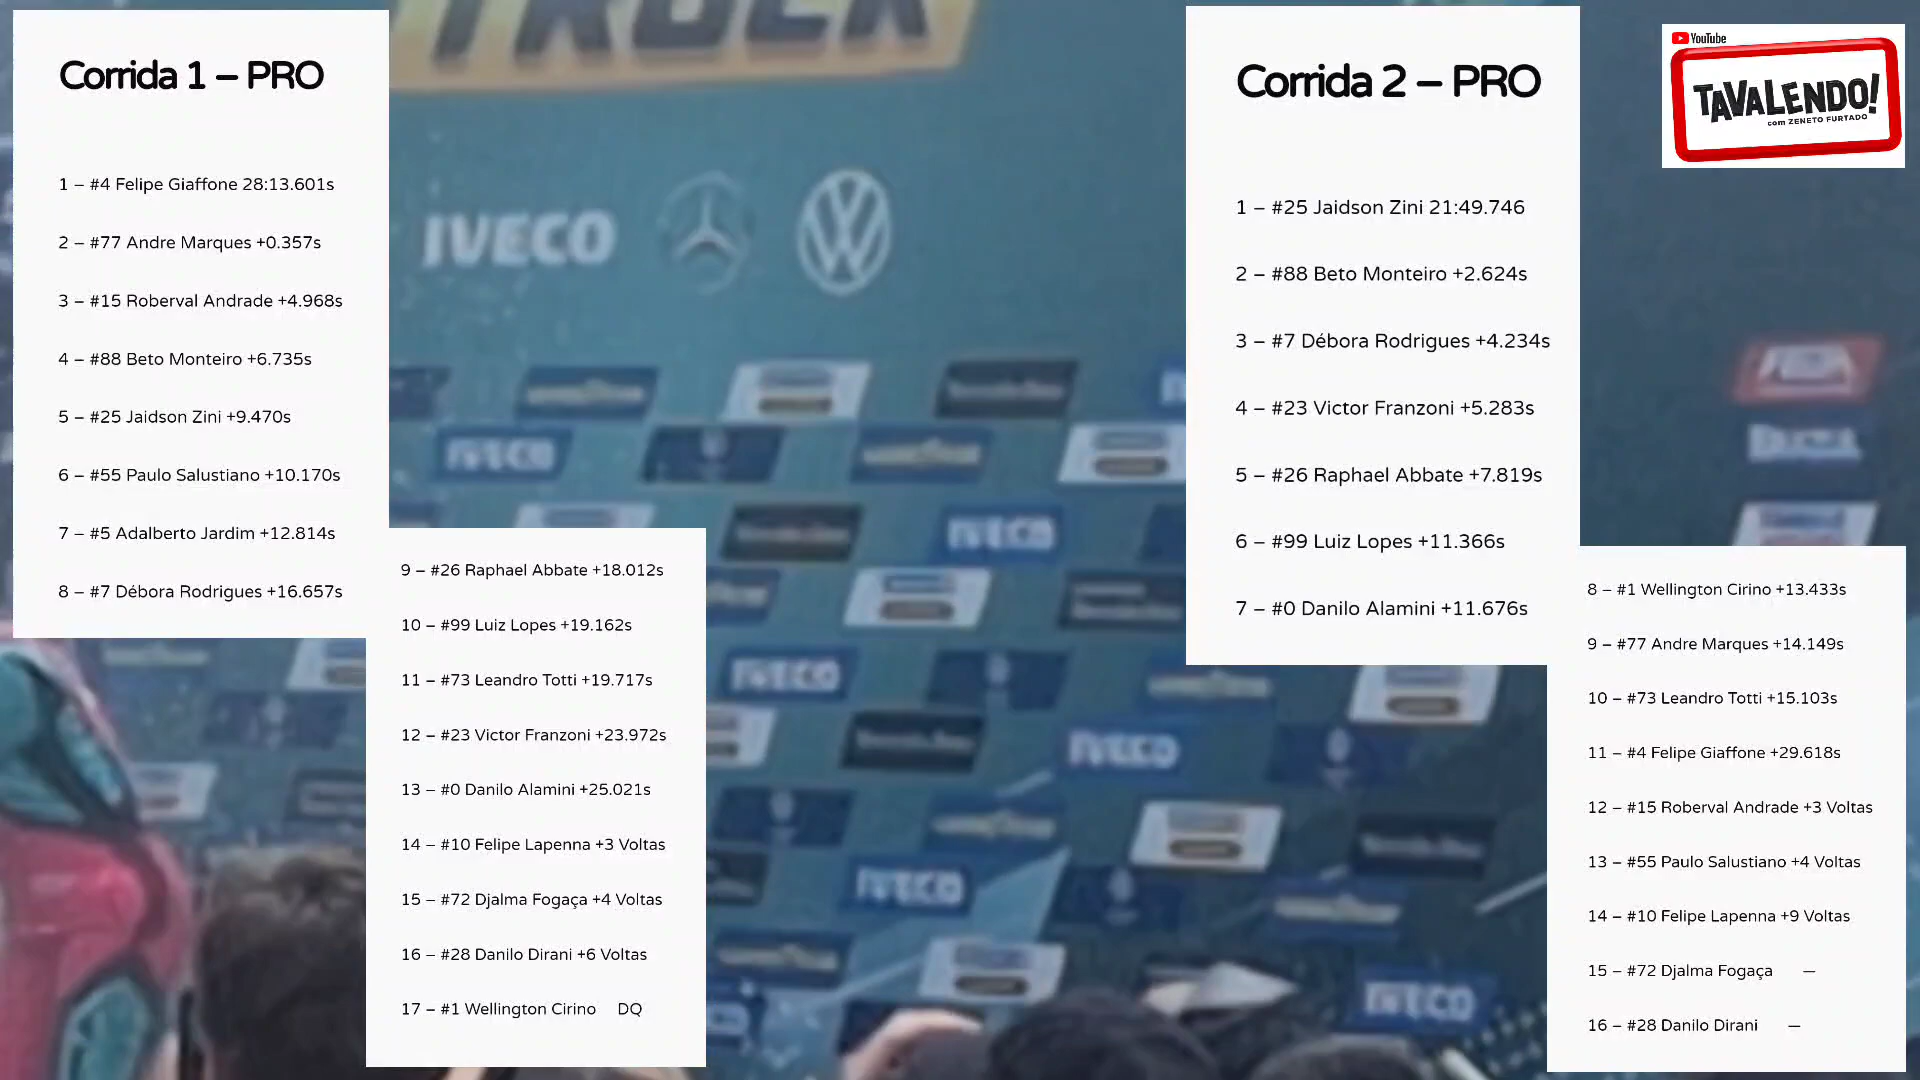 TRUCK
Corrida 1 – PRO
1 – #4 Felipe Giaffone 28:13.601s
2 – #77 Andre Marques +0.357s
3 – #15 Roberval Andrade +4.968s
4 – #88 Beto Monteiro +6.735s
5 – #25 Jaidson Zini +9.470s
6 – #55 Paulo Salustiano +10.170s
7 – #5 Adalberto Jardim +12.814s
8 – #7 Débora Rodrigues +16.657s
9 – #26 Raphael Abbate +18.012s
10 – #99 Luiz Lopes +19.162s
11 – #73 Leandro Totti +19.717s
12 – #23 Victor Franzoni +23.972s
13 – #0 Danilo Alamini +25.021s
14 – #10 Felipe Lapenna +3 Voltas
15 – #72 Djalma Fogaça +4 Voltas
16 – #28 Danilo Dirani +6 Voltas
17 – #1 Wellington Cirino DQ
IVECO
IVECO
IVECO
IVECO
IVECO
IVECO
IVECO
Corrida 2 – PRO
1 – #25 Jaidson Zini 21:49.746
2 – #88 Beto Monteiro +2.624s
3 – #7 Débora Rodrigues +4.234s
4 – #23 Victor Franzoni +5.283s
5 – #26 Raphael Abbate +7.819s
6 – #99 Luiz Lopes +11.366s
7 – #0 Danilo Alamini +11.676s
8 – #1 Wellington Cirino +13.433s
9 – #77 Andre Marques +14.149s
10 – #73 Leandro Totti +15.103s
11 – #4 Felipe Giaffone +29.618s
12 – #15 Roberval Andrade +3 Voltas
13 – #55 Paulo Salustiano +4 Voltas
14 – #10 Felipe Lapenna +9 Voltas
15 – #72 Djalma Fogaça —
16 – #28 Danilo Dirani —
YouTube
TAVALENDO!
com ZENETO FURTADO